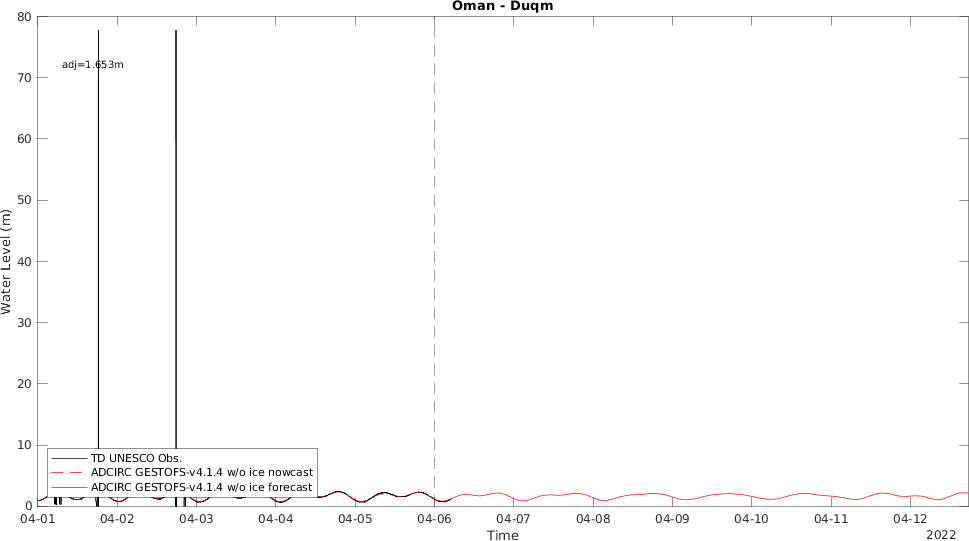 Oman - Duqm
80
adj=1.653m
70
60
50
Water Level (m)
40
30
20
10
TD UNESCO Obs.
ADCIRC GESTOFS-v4.1.4 w/o ice nowcast
ADCIRC GESTOFS-v4.1.4 w/o ice forecast
0
04-01 04-02 04-03 04-04 04-05 04-06 04-07 04-08 04-09 04-10 04-11 04-12
Time
2022